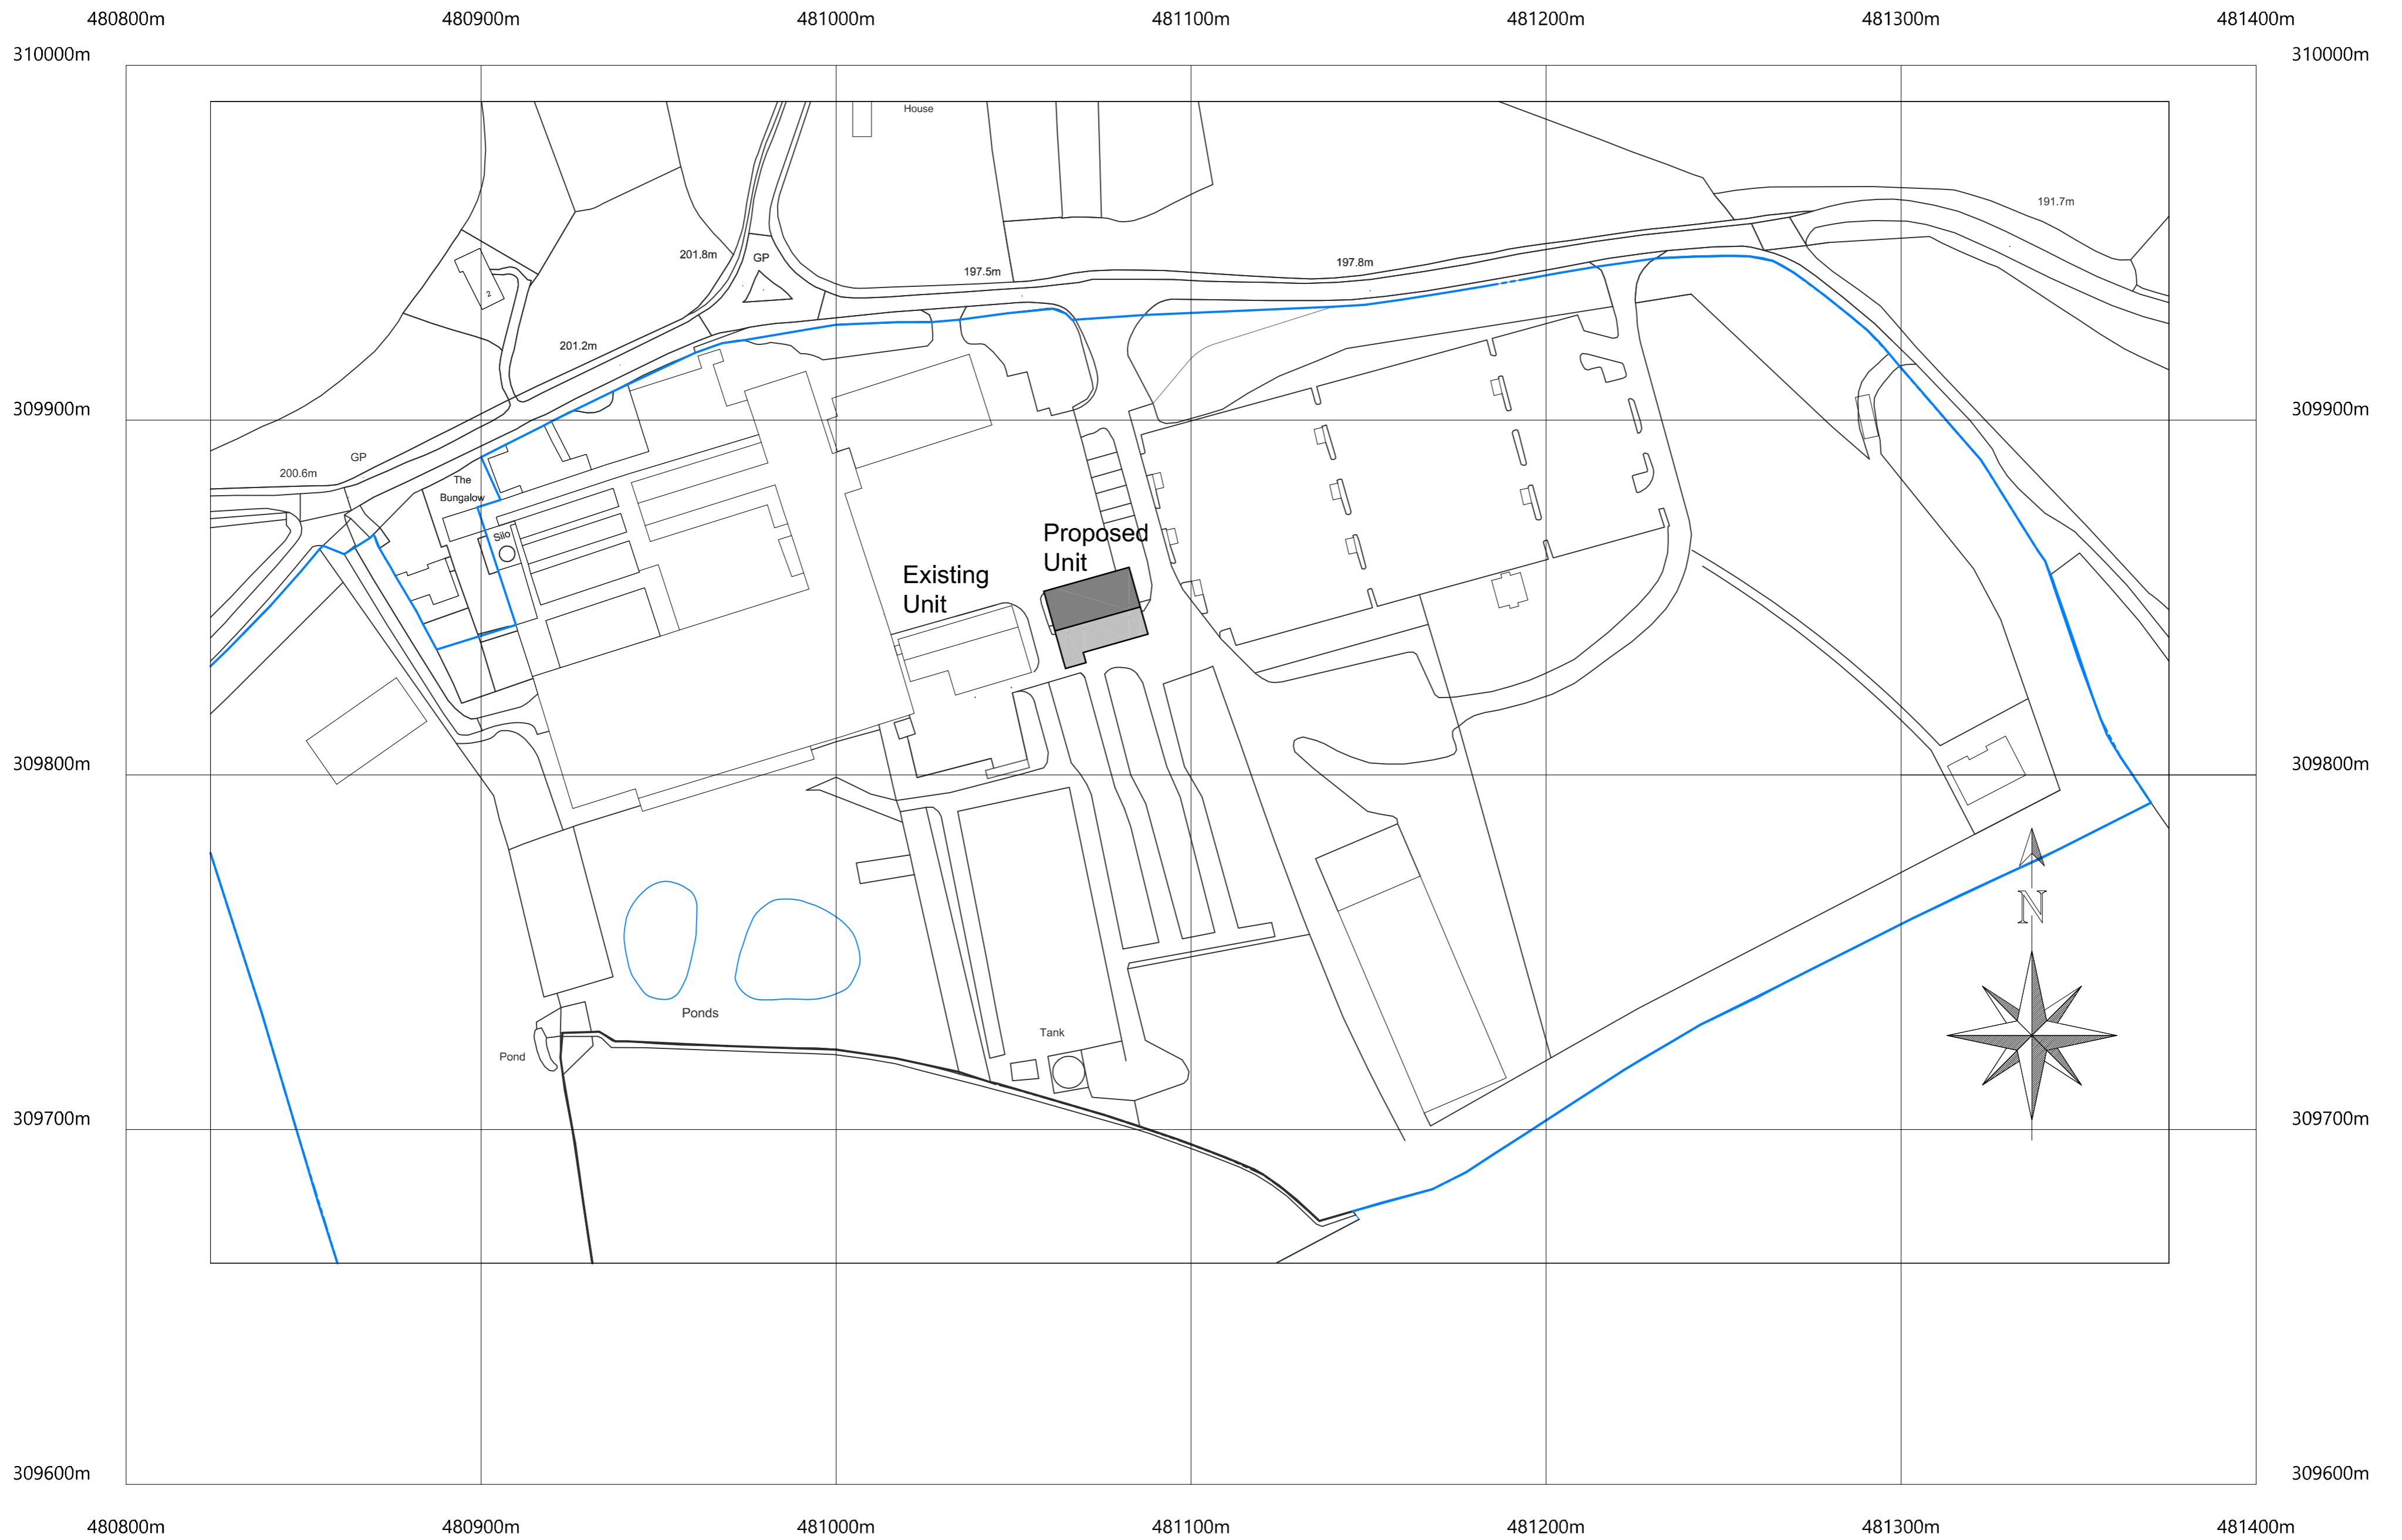 480800m 480900m 481000m 481100m 481200m 481300m 481400m
310000m 310000m
House
191.7m
201.8m
GP
197.5m
197.8m
201.2m
2
309900m 309900m
GP
200.6m
The
Bungalow
Silo
Proposed
Unit
Existing
Unit
309800m 309800m
N
Ponds
Tank
Pond
309700m 309700m
309600m 309600m
480800m 480900m 481000m 481100m 481200m 481300m 481400m